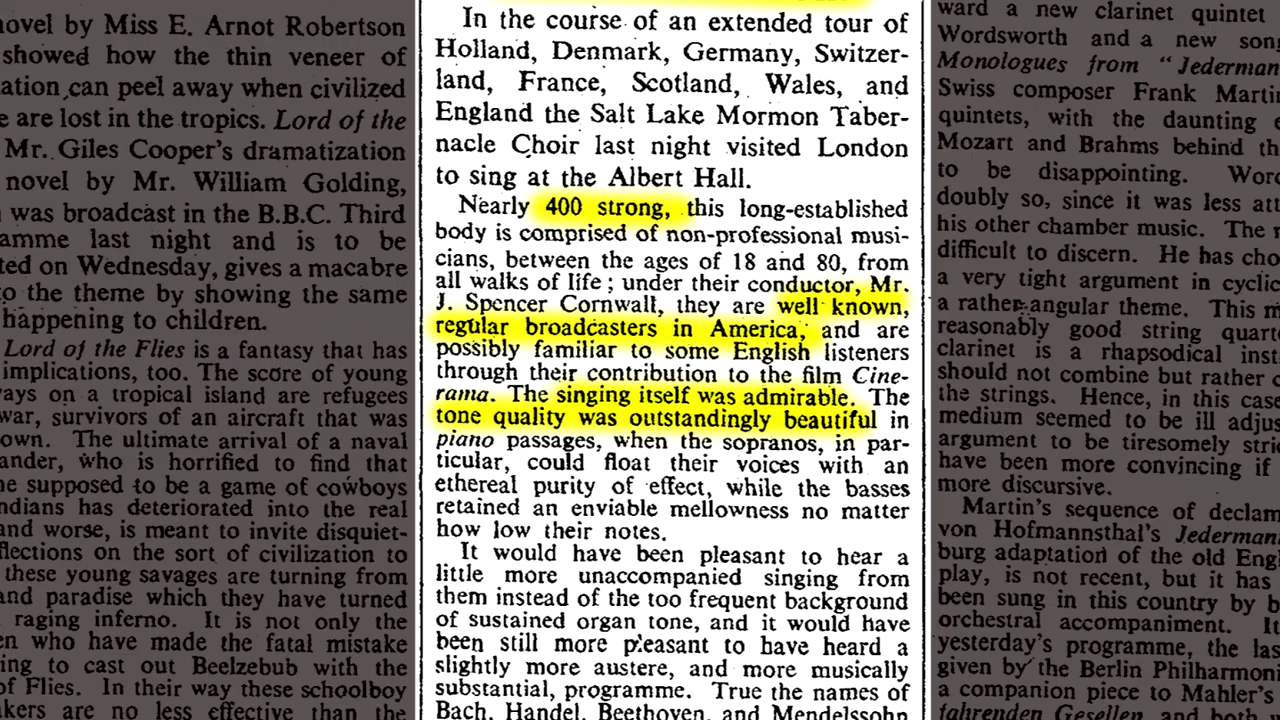 novel by Miss E. Arnot Robertson
showed how the thin veneer of
ation can peel away when civilized
e are lost in the tropics. Lord of the
Mr. Giles Cooper's dramatization
novel by Mr. William Golding,
was broadcast in the B.B.C. Third
amme last night and is to be
ted on Wednesday, gives a macabre
to the theme by showing the same
happening to children.
Lord of the Flies is a fantasy that has
implications, too. The score of young
ays on a tropical island are refugees
war, survivors of an aircraft that was
own. The ultimate arrival of a naval
ander, who is horrified to find that
he supposed to be a game of cowboys
ndians has deteriorated into the real
and worse, is meant to invite disquiet-
flections on the sort of civilization to
these young savages are turning from
and paradise which they have turned
raging inferno. It is not only the
en who have made the fatal mistake
ing to cast out Beelzebub with the
of Flies. In their way these schoolboy
akers are no less effective than the
In the course of an extended tour of
Holland, Denmark, Germany, Switzer-
land, France, Scotland, Wales, and
England the Salt Lake Mormon Taber-
nacle Choir last night visited London
to sing at the Albert Hall.
Nearly 400 strong, this long-established
body is comprised of non-professional musi-
cians, between the ages of 18 and 80, from
all walks of life; under their conductor, Mr.
J. Spencer Cornwall, they are well known,
regular broadcasters in America, and are
possibly familiar to some English listeners
through their contribution to the film Cine-
rama. The singing itself was admirable. The
tone quality was outstandingly beautiful in
piano passages, when the sopranos, in par-
ticular, could float their voices with an
ethereal purity of effect, while the basses
retained an enviable mellowness no matter
how low their notes.
It would have been pleasant to hear a
little more unaccompanied singing from
them instead of the too frequent background
of sustained organ tone, and it would have
been still more pleasant to have heard a
slightly more austere, and more musically
substantial, programme. True the names of
Bach, Handel, Beethoven, and Mendelssohn
ward a new clarinet quintet
Wordsworth and a new son
Monologues from "Jederman
Swiss composer Frank Marti
quintets, with the daunting e
Mozart and Brahms behind th
to be disappointing. Wor
doubly so, since it was less att
his other chamber music. The
difficult to discern. He has cho
a very tight argument in cyclic
a rather angular theme. This m
reasonably good string quart
clarinet is a rhapsodical inst
should not combine but rather c
the strings. Hence, in this case
medium seemed to be ill adjus
argument to be tiresomely stri
have been more convincing if
more discursive.
Martin's sequence of declam
von Hofmannsthal's Jederman
burg adaptation of the old Eng
play, is not recent, but it has
been sung in this country by b
orchestral accompaniment. It
yesterday's programme, the las
given by the Berlin Philharmoni
a companion piece to Mahler's
fahrenden Gesellen, and both